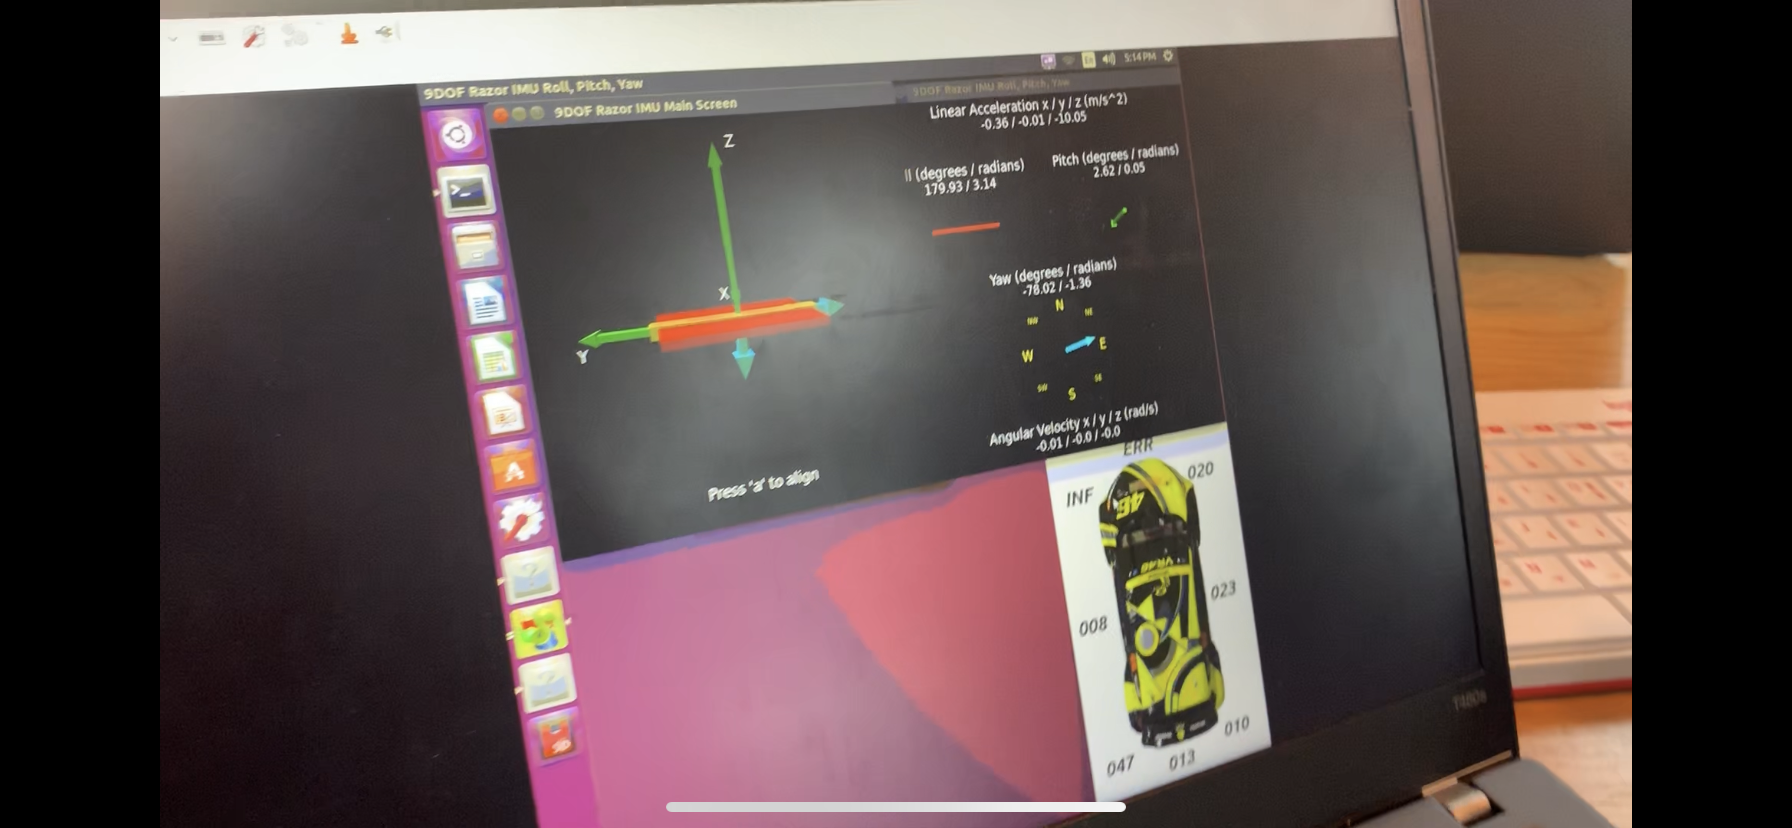 5:14 PM
9DOF Razor IMU Roll, Pitch, Yaw
9DOF Razor IMU Roll, Pitch, Yaw
9DOF Razor IMU Main Screen
Linear Acceleration x / y / z (m/s^2)
-0.36 / -0.01 / -10.05
ll (degrees / radians)
179.93 / 3.14
Pitch (degrees / radians)
2.62 / 0.05
Z
X
Y
Yaw (degrees / radians)
-78.02 / -1.36
N
NW
NE
W
E
SW
SE
S
Angular Velocity x / y / z (rad/s)
-0.01 / -0.0 / -0.0
Press 'a' to align
ERR
INF
020
46
VR46
008
023
047
013
010
T480s